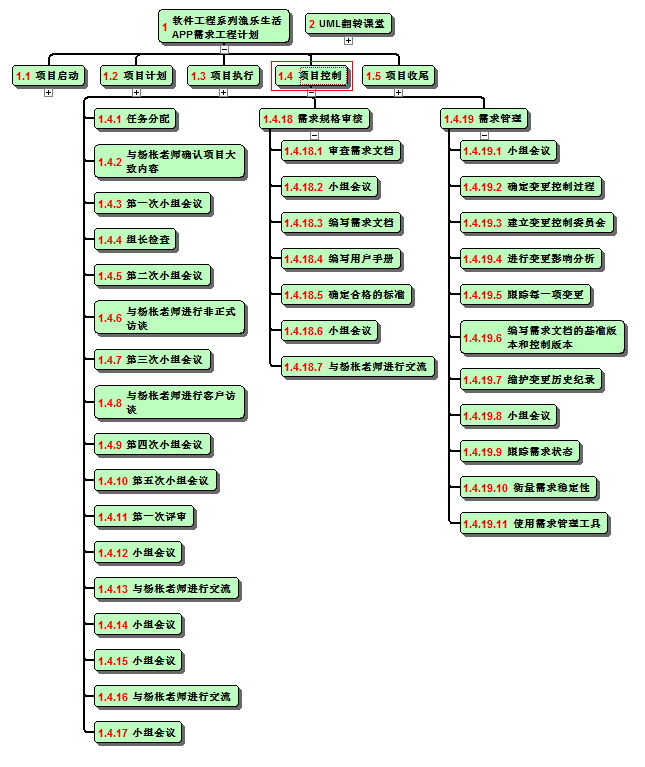 1 软件工程系列渔乐生活
APP需求工程计划
2 UML翻转课堂
1.1 项目启动
1.2 项目计划
1.3 项目执行
1.4 项目控制
1.5 项目收尾
1.4.1 任务分配
1.4.2 与杨枨老师确认项目大
致内容
1.4.3 第一次小组会议
1.4.4 组长检查
1.4.5 第二次小组会议
1.4.6 与杨枨老师进行非正式
访谈
1.4.7 第三次小组会议
1.4.8 与杨枨老师进行客户访
谈
1.4.9 第四次小组会议
1.4.10 第五次小组会议
1.4.11 第一次评审
1.4.12 小组会议
1.4.13 与杨枨老师进行交流
1.4.14 小组会议
1.4.15 小组会议
1.4.16 与杨枨老师进行交流
1.4.17 小组会议
1.4.18 需求规格审核
1.4.18.1 审查需求文档
1.4.18.2 小组会议
1.4.18.3 编写需求文档
1.4.18.4 编写用户手册
1.4.18.5 确定合格的标准
1.4.18.6 小组会议
1.4.18.7 与杨枨老师进行交流
1.4.19 需求管理
1.4.19.1 小组会议
1.4.19.2 确定变更控制过程
1.4.19.3 建立变更控制委员会
1.4.19.4 进行变更影响分析
1.4.19.5 跟踪每一项变更
1.4.19.6 编写需求文档的基准版
本和控制版本
1.4.19.7 维护变更历史纪录
1.4.19.8 小组会议
1.4.19.9 跟踪需求状态
1.4.19.10 衡量需求稳定性
1.4.19.11 使用需求管理工具